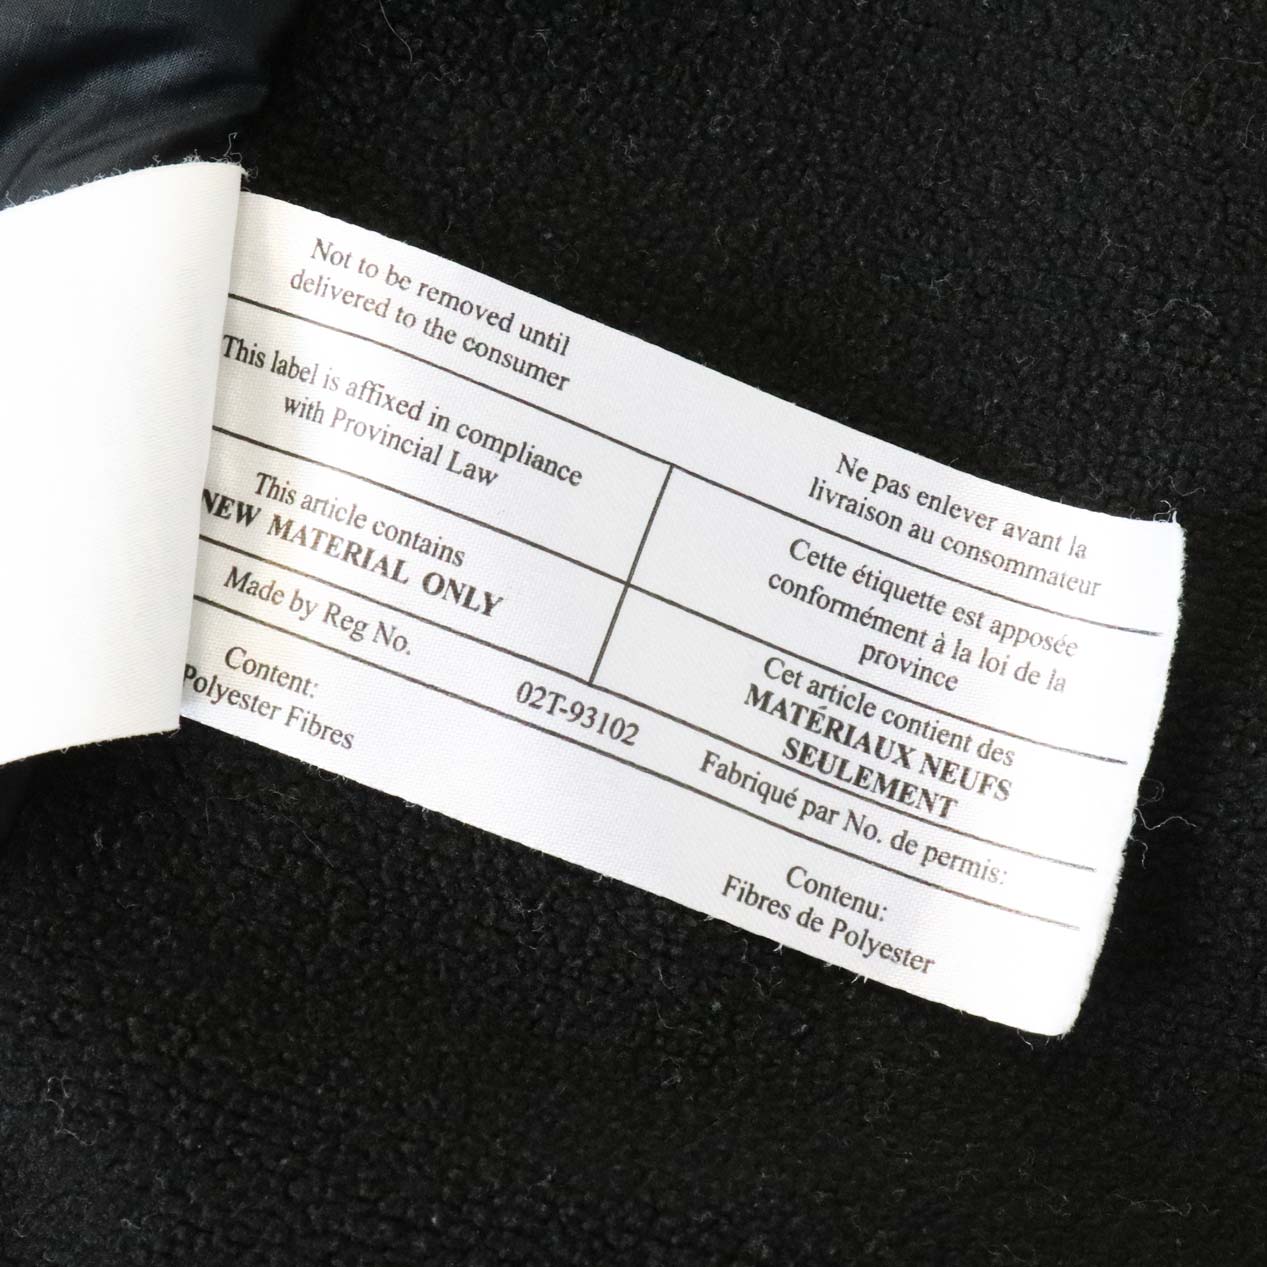 Not to be removed until
delivered to the consumer
Ne pas enlever avant la
livraison au consommateur
This label is affixed in compliance
with Provincial Law
Cette étiquette est apposée
conformément à la loi de la
province
This article contains
NEW MATERIAL ONLY
Cet article contient des
MATÉRIAUX NEUFS
SEULEMENT
Made by Reg No.
02T-93102
Fabriqué par No. de permis:
Content:
Polyester Fibres
Contenu:
Fibres de Polyester